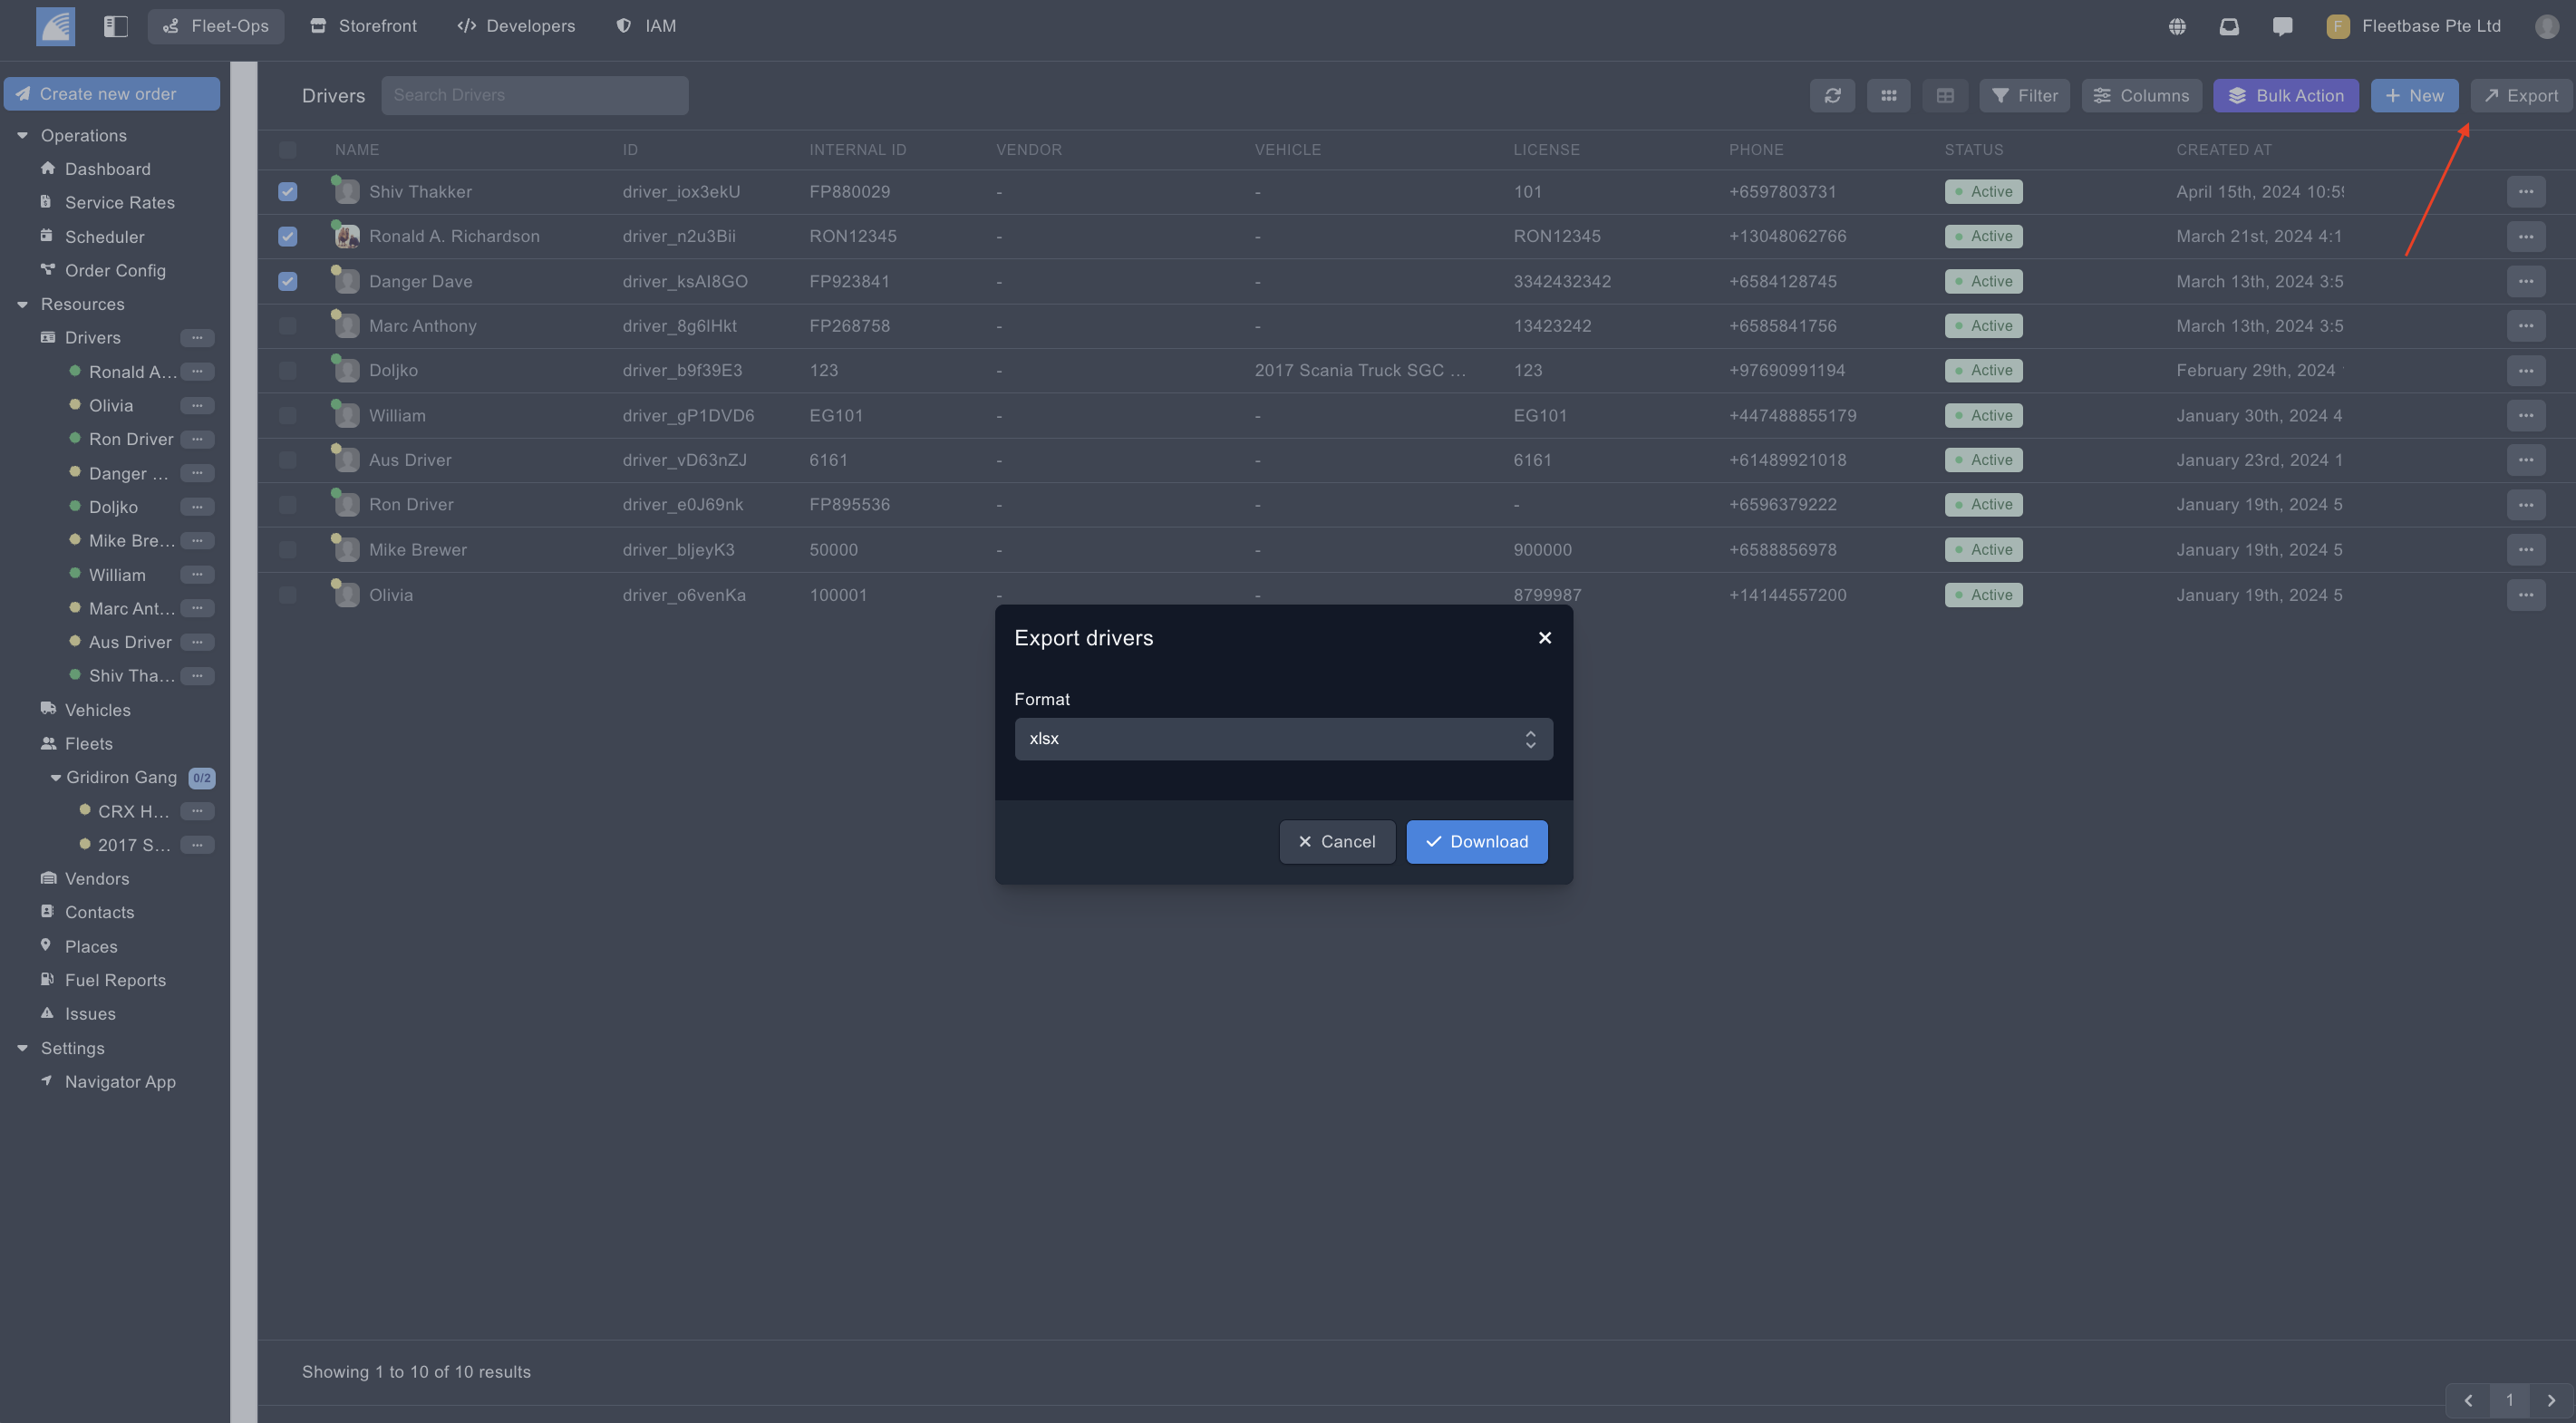 Fleet-Ops Storefront Developers IAM F Fleetbase Pte Ltd
Create new order
Operations
Dashboard
Service Rates
Scheduler
Order Config
Resources
Drivers
Ronald A...
Olivia
Ron Driver
Danger ...
Doljko
Mike Bre...
William
Marc Ant...
Aus Driver
Shiv Tha...
Vehicles
Fleets
Gridiron Gang 0/2
CRX H...
2017 S...
Vendors
Contacts
Places
Fuel Reports
Issues
Settings
Navigator App
Drivers Search Drivers Filter Columns Bulk Action New Export
NAME ID INTERNAL ID VENDOR VEHICLE LICENSE PHONE STATUS CREATED AT
Shiv Thakker driver_iox3ekU FP880029 - - 101 +6597803731 Active April 15th, 2024 10:59
Ronald A. Richardson driver_n2u3Bii RON12345 - - RON12345 +13048062766 Active March 21st, 2024 4:1
Danger Dave driver_ksAI8GO FP923841 - - 3342432342 +6584128745 Active March 13th, 2024 3:5
Marc Anthony driver_8g6lHkt FP268758 - - 13423242 +6585841756 Active March 13th, 2024 3:5
Doljko driver_b9f39E3 123 - 2017 Scania Truck SGC ... 123 +97690991194 Active February 29th, 2024
William driver_gP1DVD6 EG101 - - EG101 +447488855179 Active January 30th, 2024 4
Aus Driver driver_vD63nZJ 6161 - - 6161 +61489921018 Active January 23rd, 2024 1
Ron Driver driver_e0J69nk FP895536 - - - +6596379222 Active January 19th, 2024 5
Mike Brewer driver_bljeyK3 50000 - - 900000 +6588856978 Active January 19th, 2024 5
Olivia driver_o6venKa 100001 - - 8799987 +14144557200 Active January 19th, 2024 5
Export drivers
Format
xlsx
Cancel Download
Showing 1 to 10 of 10 results
1